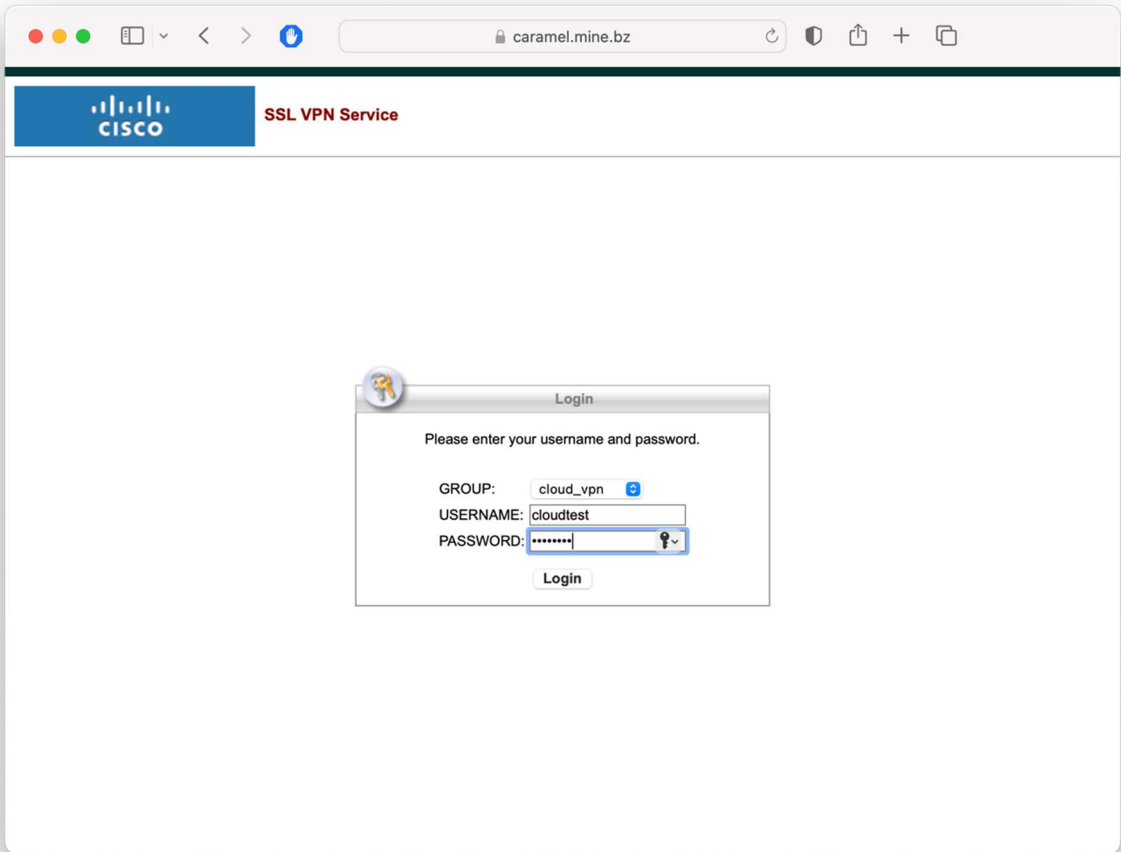 caramel.mine.bz
CISCO
SSL VPN Service
Login
Please enter your username and password.
GROUP: cloud_vpn
USERNAME: cloudtest
PASSWORD: ••••••••
Login